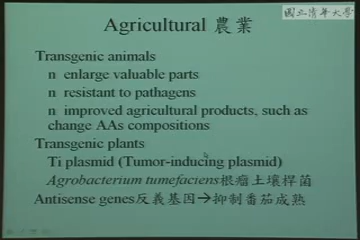 國立清華大學
Agricultural 農業
Transgenic animals
n enlarge valuable parts
n resistant to pathagens
n improved agricultural products, such as
change AAs compositions
Transgenic plants
Ti plasmid (Tumor-inducing plasmid)
Agrobacterium tumefaciens根瘤土壤桿菌
Antisense genes反義基因→抑制番茄成熟